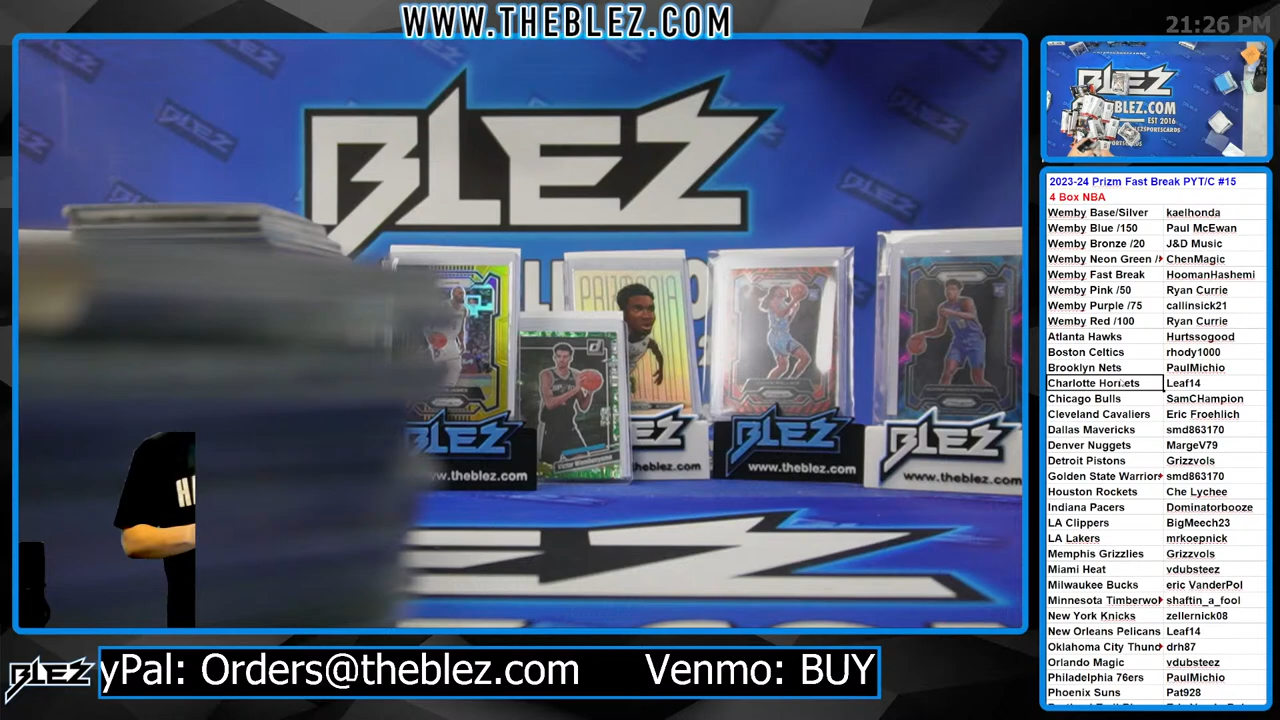 WWW.THEBLEZ.COM
21:26 PM
BLEZ
BLEZ
BLEZ.COM
EST 2016
2023-24 Prizm Fast Break PYT/C #15
4 Box NBA
Wemby Base/Silver kaelhonda
Wemby Blue /150 Paul McEwan
Wemby Bronze /20 J&D Music
Wemby Neon Green / ChenMagic
Wemby Fast Break HoomanHashemi
Wemby Pink /50 Ryan Currie
Wemby Purple /75 callinsick21
Wemby Red /100 Ryan Currie
Atlanta Hawks Hurtssogood
Boston Celtics rhody1000
Brooklyn Nets PaulMichio
Charlotte Hornets Leaf14
Chicago Bulls SamCHampion
Cleveland Cavaliers Eric Froehlich
Dallas Mavericks smd863170
Denver Nuggets MargeV79
Detroit Pistons Grizzvols
Golden State Warrior smd863170
Houston Rockets Che Lychee
Indiana Pacers Dominatorbooze
LA Clippers BigMeech23
LA Lakers mrkoepnick
Memphis Grizzlies Grizzvols
Miami Heat vdubsteez
Milwaukee Bucks eric VanderPol
Minnesota Timberwo shaftin_a_fool
New York Knicks zellernick08
New Orleans Pelicans Leaf14
Oklahoma City Thund drh87
Orlando Magic vdubsteez
Philadelphia 76ers PaulMichio
Phoenix Suns Pat928
PRIZMANIA
BLEZ
www.theblez.com
BLEZ
www.theblez.com
BLEZ
www.theblez.com
BLEZ
yPal: Orders@theblez.com Venmo: BUY